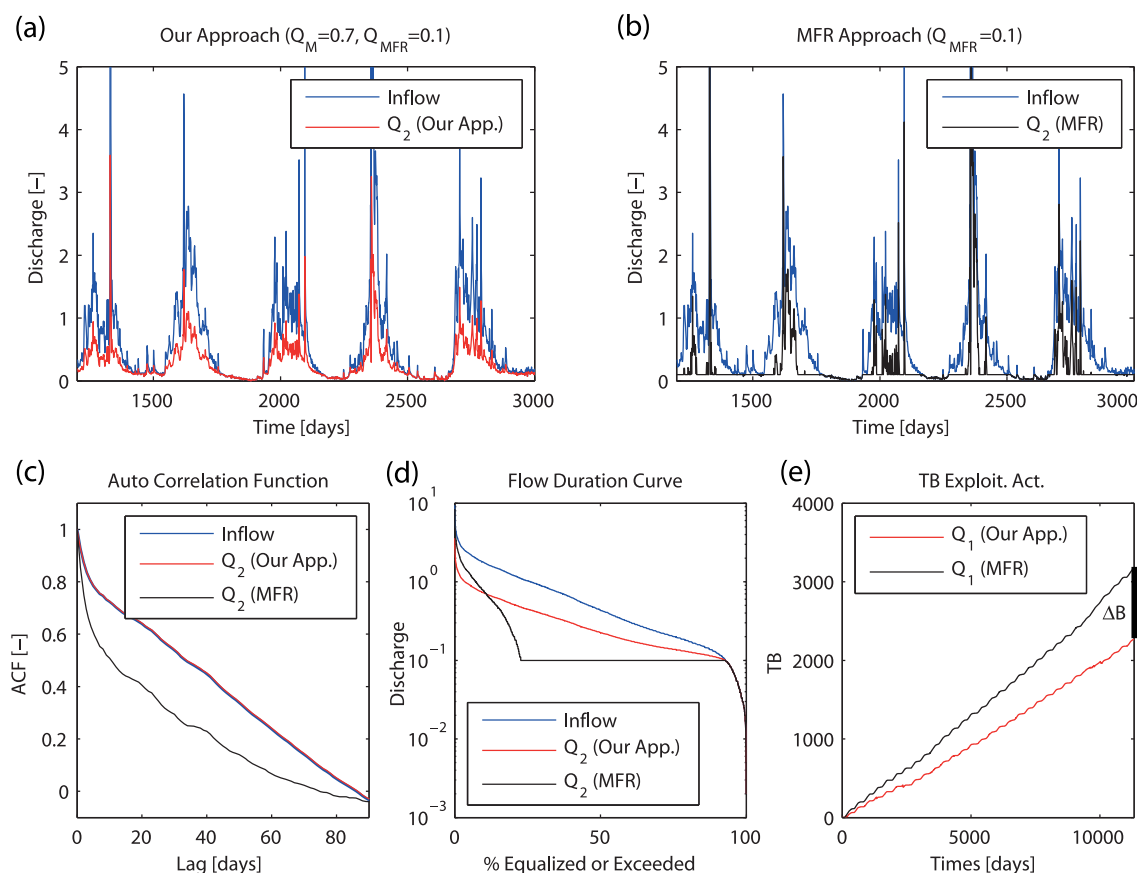 (a)
Our Approach (Q_M=0.7, Q_MFR=0.1)
Inflow
Q_2 (Our App.)
5
4
3
2
1
0
Discharge [−]
1500
2000
2500
3000
Time [days]
(b)
MFR Approach (Q_MFR=0.1)
Inflow
Q_2 (MFR)
5
4
3
2
1
0
Discharge [−]
1500
2000
2500
3000
Time [days]
(c)
Auto Correlation Function
Inflow
Q_2 (Our App.)
Q_2 (MFR)
1
0.8
0.6
0.4
0.2
0
ACF [−]
0
20
40
60
80
Lag [days]
(d)
Flow Duration Curve
10^1
10^0
10^−1
10^−2
10^−3
Discharge
Inflow
Q_2 (Our App.)
Q_2 (MFR)
0
50
100
% Equalized or Exceeded
(e)
TB Exploit. Act.
Q_1 (Our App.)
Q_1 (MFR)
4000
3000
2000
1000
0
TB
ΔB
0
5000
10000
Times [days]